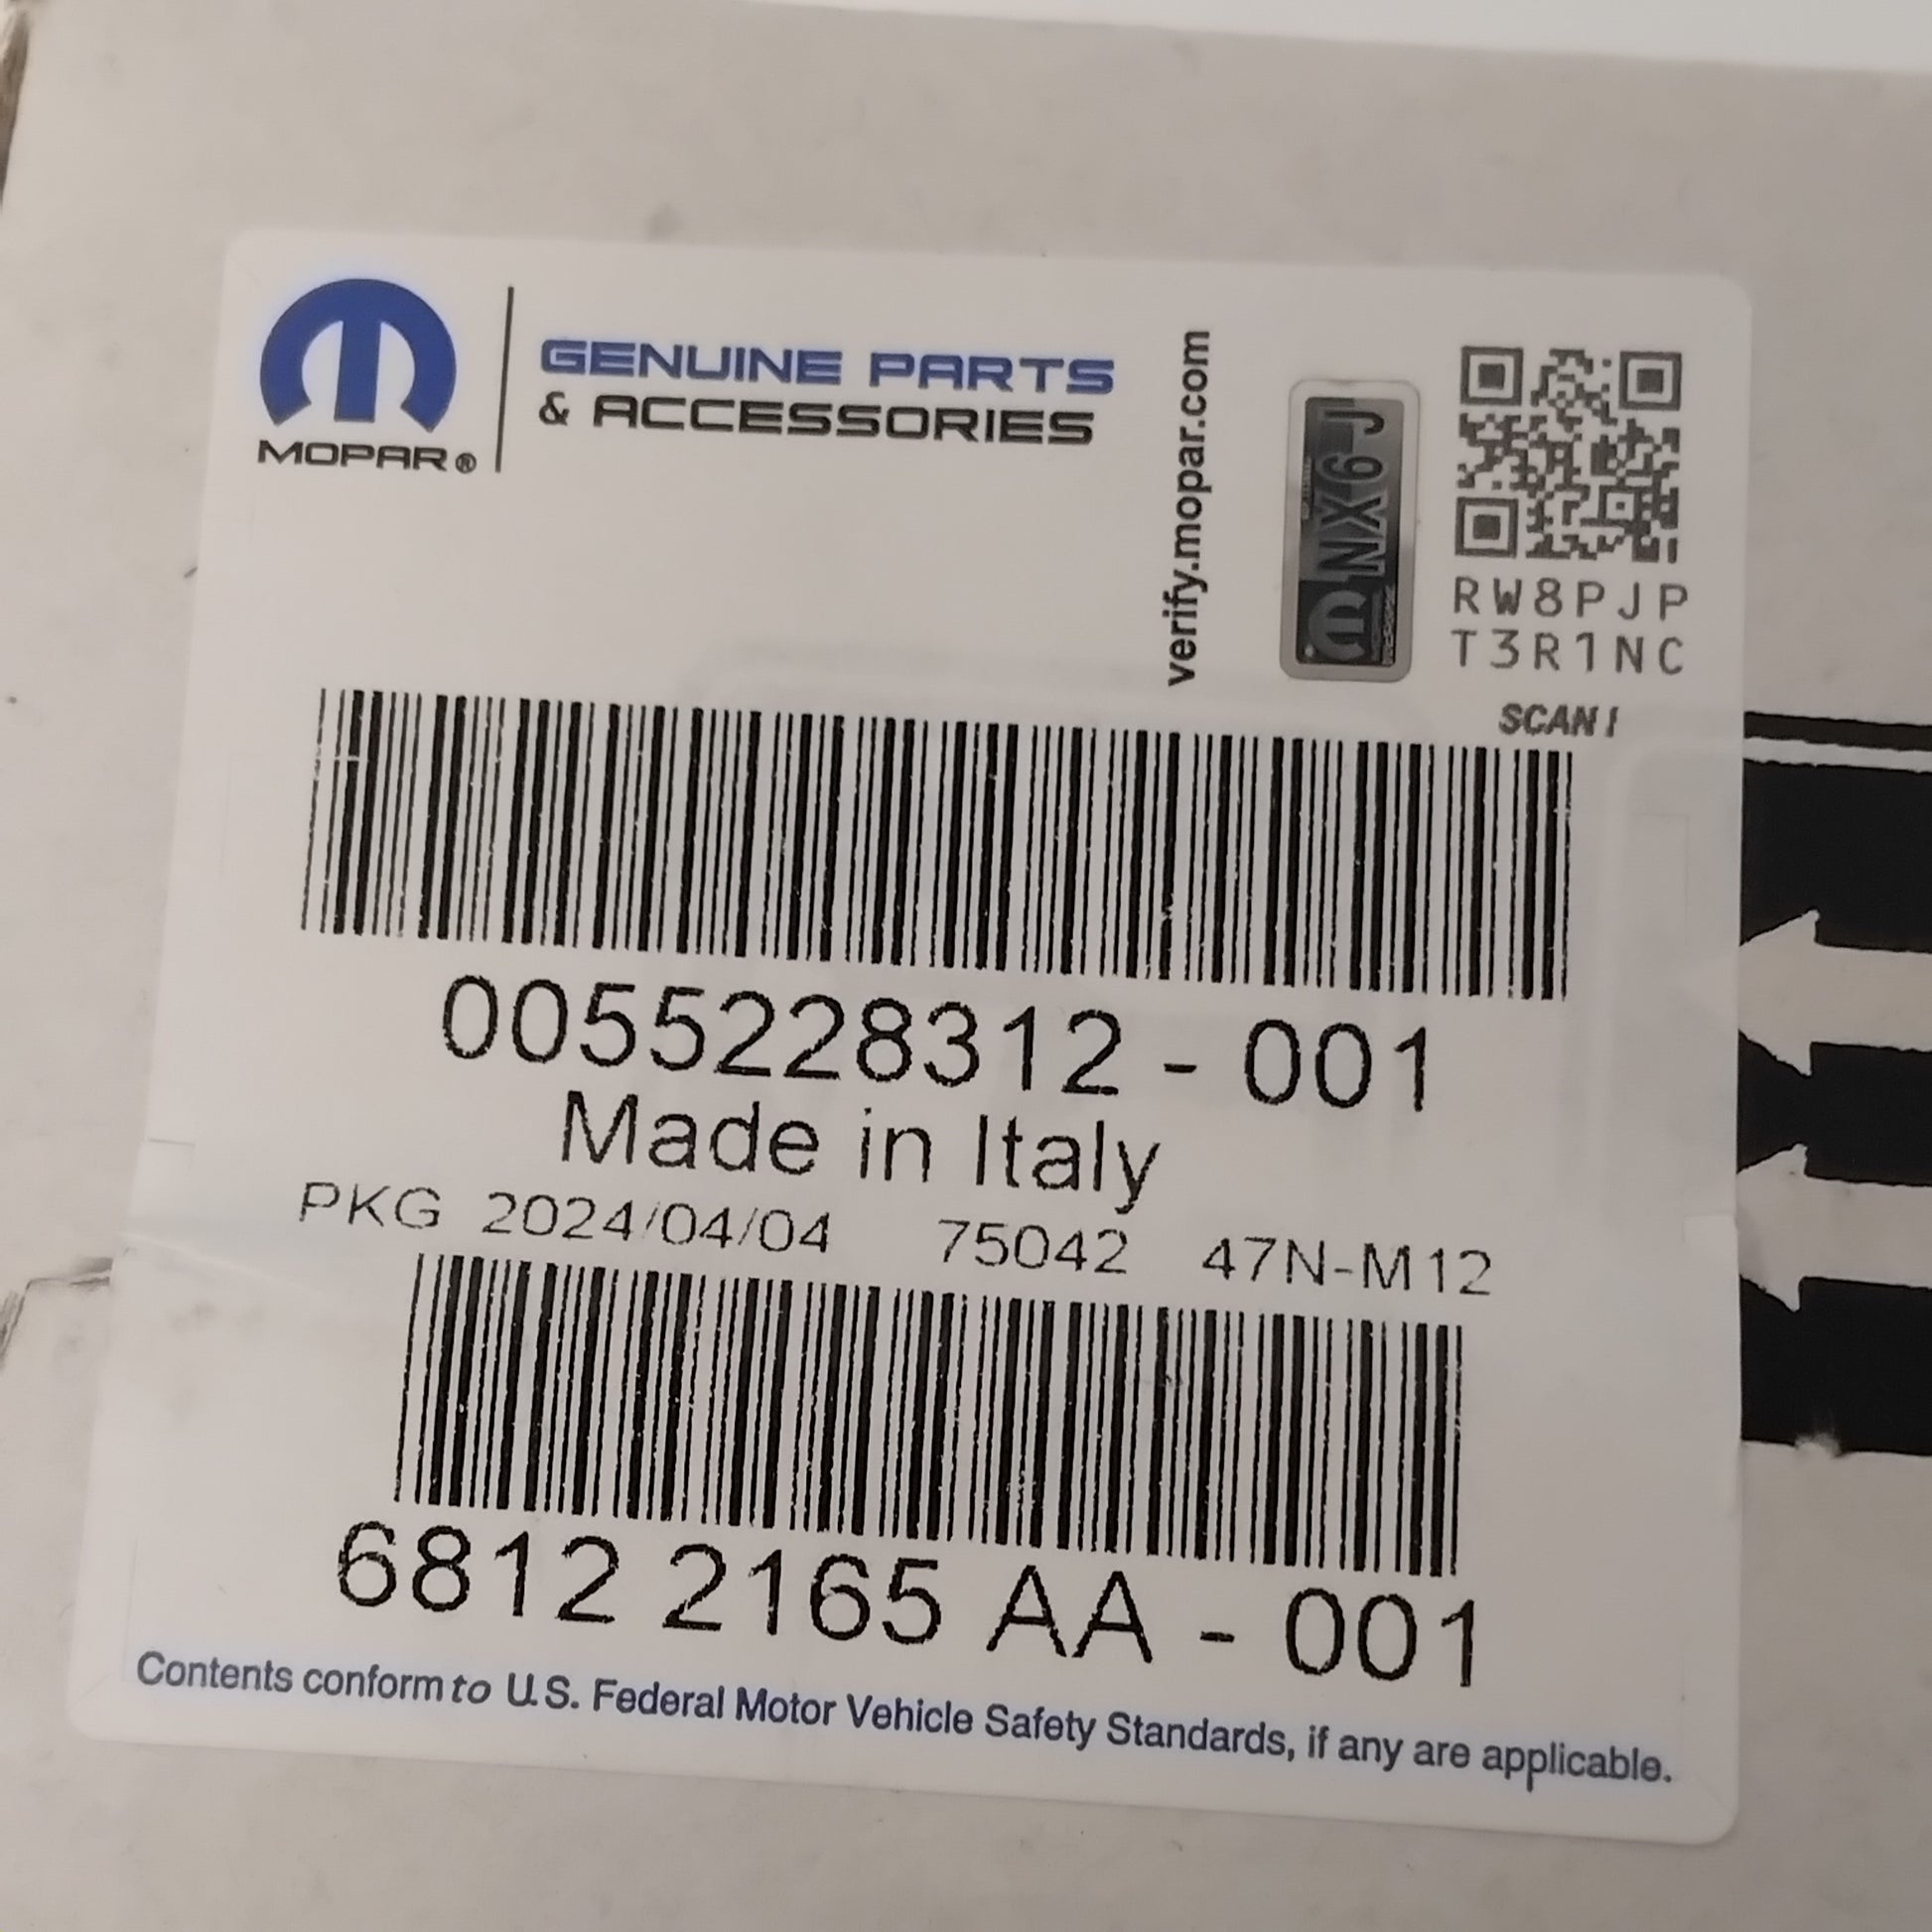 MOPAR®
GENUINE PARTS
& ACCESSORIES
verify.mopar.com
NX6J
RW8PJP
T3R1NC
SCAN!
0055228312 - 001
Made in Italy
PKG 2024/04/04 75042 47N-M12
6812 2165 AA - 001
Contents conform to U.S. Federal Motor Vehicle Safety Standards, if any are applicable.